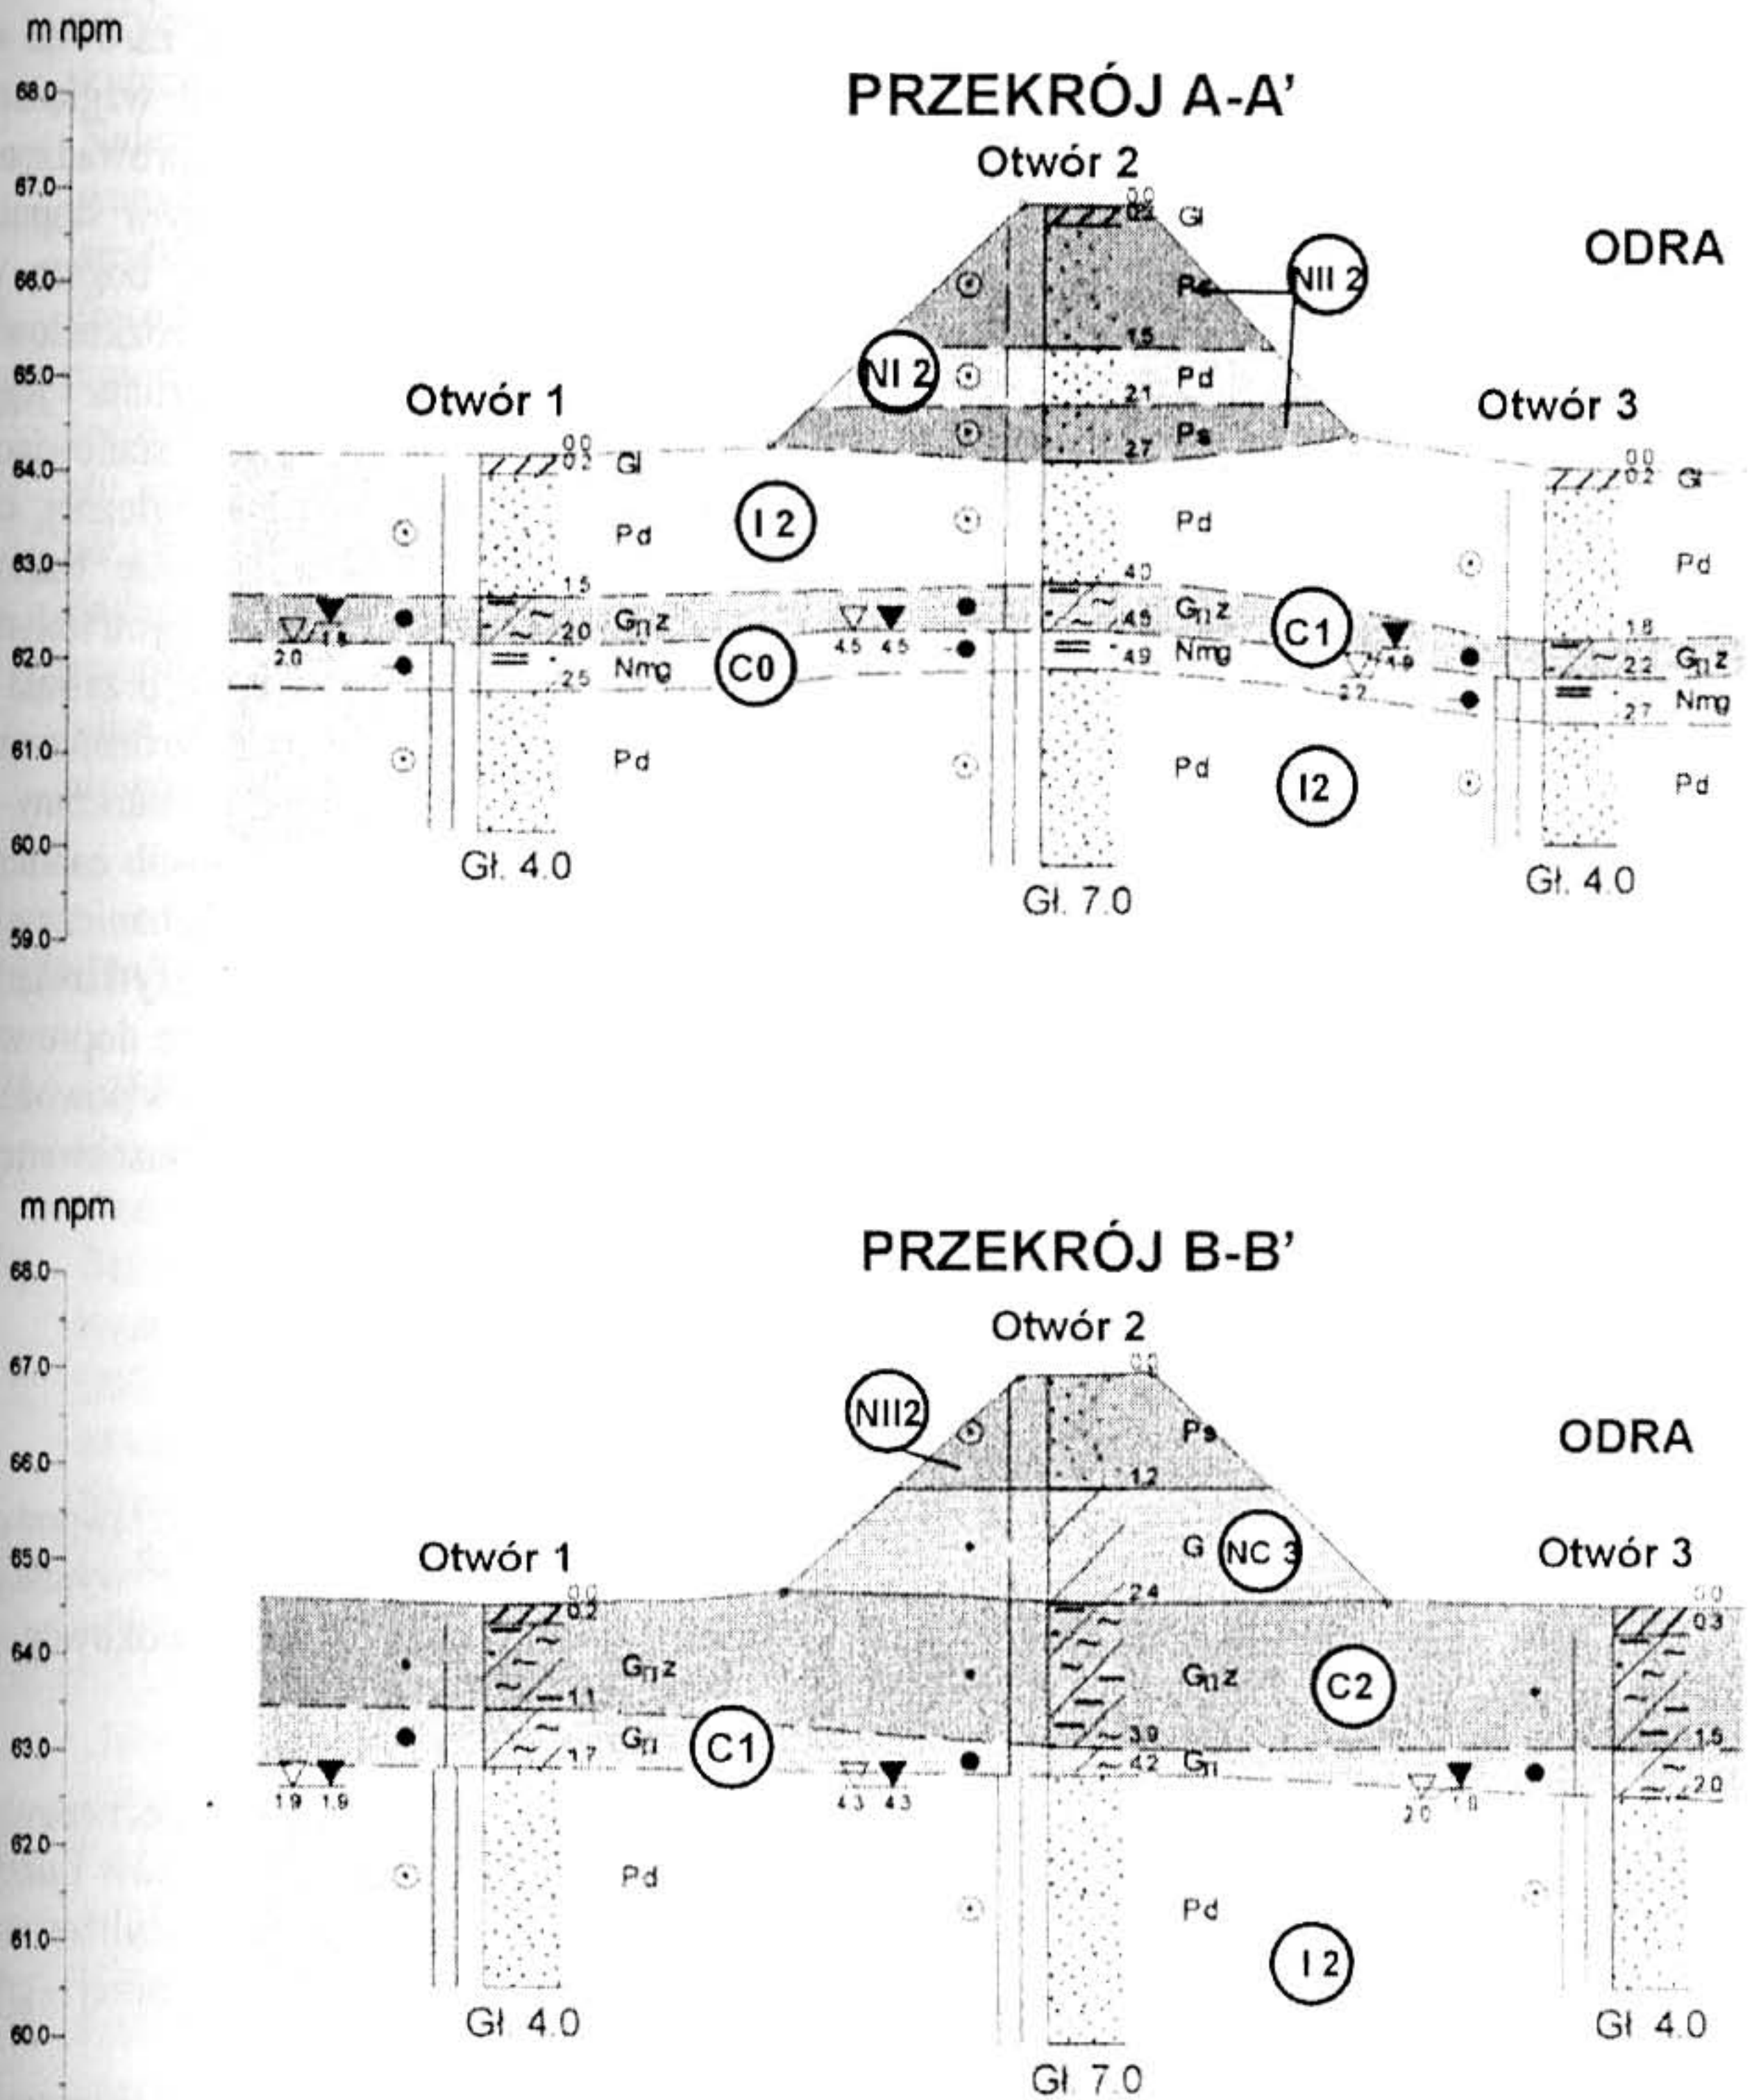 m npm
PRZEKRÓJ A-A'
68.0
67.0
66.0
65.0
64.0
63.0
62.0
61.0
60.0
59.0
Otwór 2
0.0
Gl
ODRA
NII 2
1.5
NI 2
Pd
2.1
Ps
2.7
Otwór 1
0.0
0.2
Gl
Otwór 3
0.0
0.2
Gl
I 2
Pd
Pd
Pd
1.5
4.0
1.8
Gπz
2.0
Gπz
4.5
C1
Gπz
2.2
2.0
1.8
4.5
4.5
C0
Nmg
2.5
Nmg
4.9
Nmg
2.7
Pd
Pd
Pd
I2
Gł. 4.0
Gł. 7.0
Gł. 4.0
m npm
PRZEKRÓJ B-B'
68.0
67.0
66.0
65.0
64.0
63.0
62.0
61.0
60.0
Otwór 2
0.0
NII2
Ps
1.2
ODRA
G
NC 3
2.4
Otwór 1
0.0
0.2
Otwór 3
0.0
0.3
Gπz
1.1
Gπz
3.9
C2
1.5
Gπ
1.7
C1
Gπ
4.2
2.0
1.9
1.9
4.3
4.3
2.0
Pd
Pd
I 2
Gł. 4.0
Gł. 7.0
Gł. 4.0